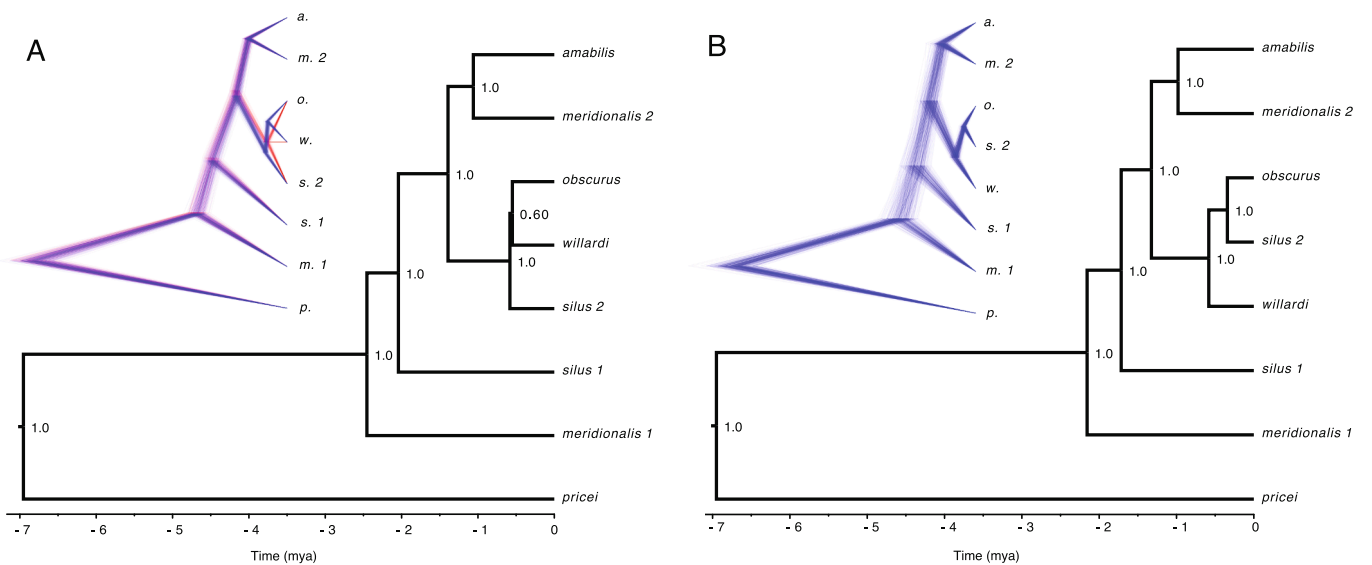 A
a.
m. 2
o.
w.
s. 2
s. 1
m. 1
p.
amabilis
1.0
meridionalis 2
1.0
obscurus
0.60
willardi
1.0
1.0
silus 2
1.0
silus 1
1.0
meridionalis 1
pricei
- 7 - 6 - 5 - 4 - 3 - 2 - 1 0
Time (mya)
B
a.
m. 2
o.
s. 2
w.
s. 1
m. 1
p.
amabilis
1.0
meridionalis 2
1.0
obscurus
1.0
silus 2
1.0
1.0
willardi
1.0
silus 1
1.0
meridionalis 1
pricei
- 7 - 6 - 5 - 4 - 3 - 2 - 1 0
Time (mya)